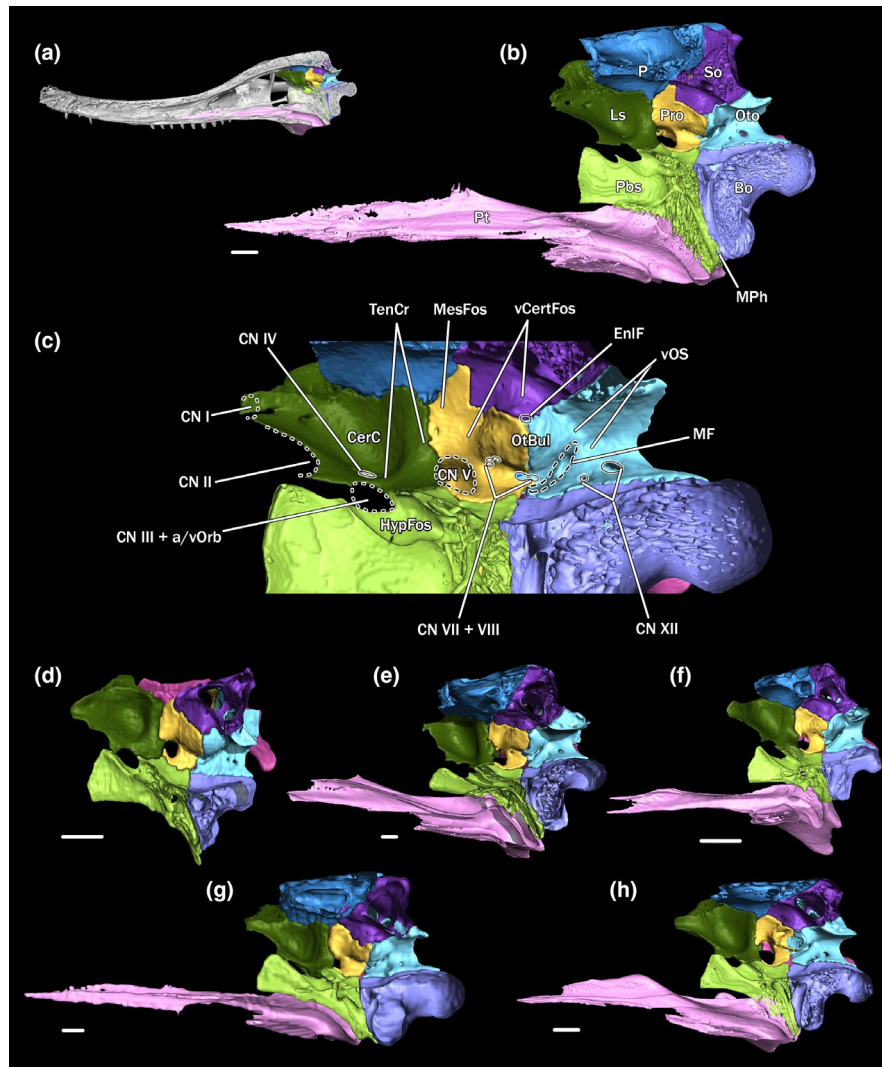 (a)
(b)
P
So
Ls
Pro
Oto
Pbs
Bo
Pt
MPh
(c)
TenCr
MesFos
vCertFos
EnlF
CN IV
vOS
CN I
CerC
OtBul
MF
CN V
CN II
HypFos
CN III + a/vOrb
CN VII + VIII
CN XII
(d)
(e)
(f)
(g)
(h)